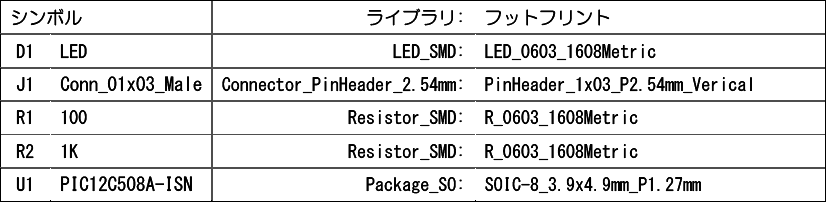 シンボル ライブラリ: フットフリント
D1 LED LED_SMD: LED_0603_1608Metric
J1 Conn_01x03_Male Connector_PinHeader_2.54mm: PinHeader_1x03_P2.54mm_Verical
R1 100 Resistor_SMD: R_0603_1608Metric
R2 1K Resistor_SMD: R_0603_1608Metric
U1 PIC12C508A-ISN Package_SO: SOIC-8_3.9x4.9mm_P1.27mm